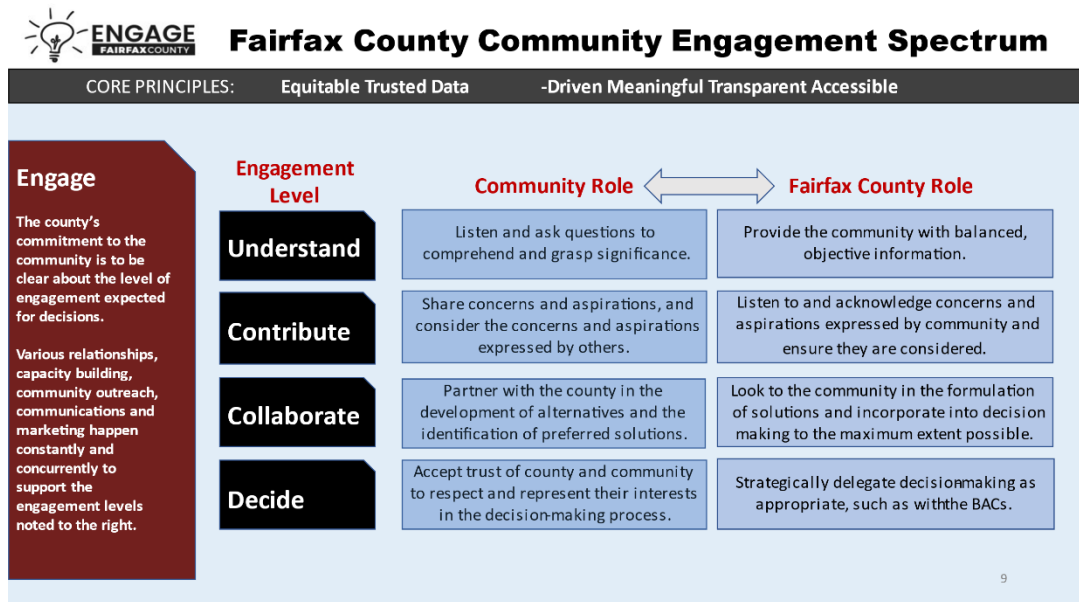 ENGAGE
FAIRFAXCOUNTY
Fairfax County Community Engagement Spectrum
CORE PRINCIPLES: Equitable Trusted Data -Driven Meaningful Transparent Accessible
Engage
The county's
commitment to the
community is to be
clear about the level of
engagement expected
for decisions.
Various relationships,
capacity building,
community outreach,
communications and
marketing happen
constantly and
concurrently to
support the
engagement levels
noted to the right.
Engagement
Level
Community Role
Fairfax County Role
Understand
Listen and ask questions to
comprehend and grasp significance.
Provide the community with balanced,
objective information.
Contribute
Share concerns and aspirations, and
consider the concerns and aspirations
expressed by others.
Listen to and acknowledge concerns and
aspirations expressed by community and
ensure they are considered.
Collaborate
Partner with the county in the
development of alternatives and the
identification of preferred solutions.
Look to the community in the formulation
of solutions and incorporate into decision
making to the maximum extent possible.
Decide
Accept trust of county and community
to respect and represent their interests
in the decision-making process.
Strategically delegate decisionmaking as
appropriate, such as withthe BACs.
9